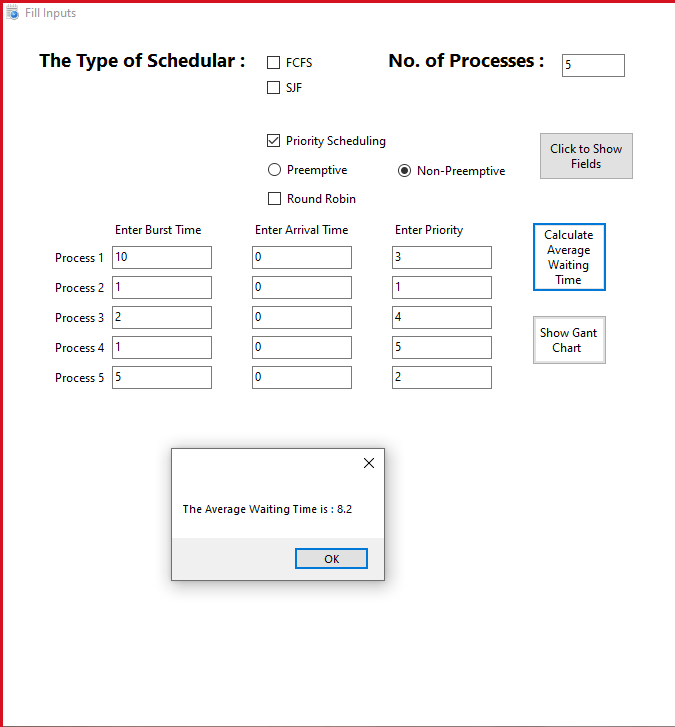 Fill Inputs
The Type of Schedular :
FCFS
No. of Processes :
5
SJF
Priority Scheduling
Click to Show
Fields
Preemptive
Non-Preemptive
Round Robin
Enter Burst Time
Enter Arrival Time
Enter Priority
Calculate
Average
Waiting
Time
Process 1
10
0
3
Process 2
1
0
1
Process 3
2
0
4
Show Gant
Chart
Process 4
1
0
5
Process 5
5
0
2
The Average Waiting Time is : 8.2
OK